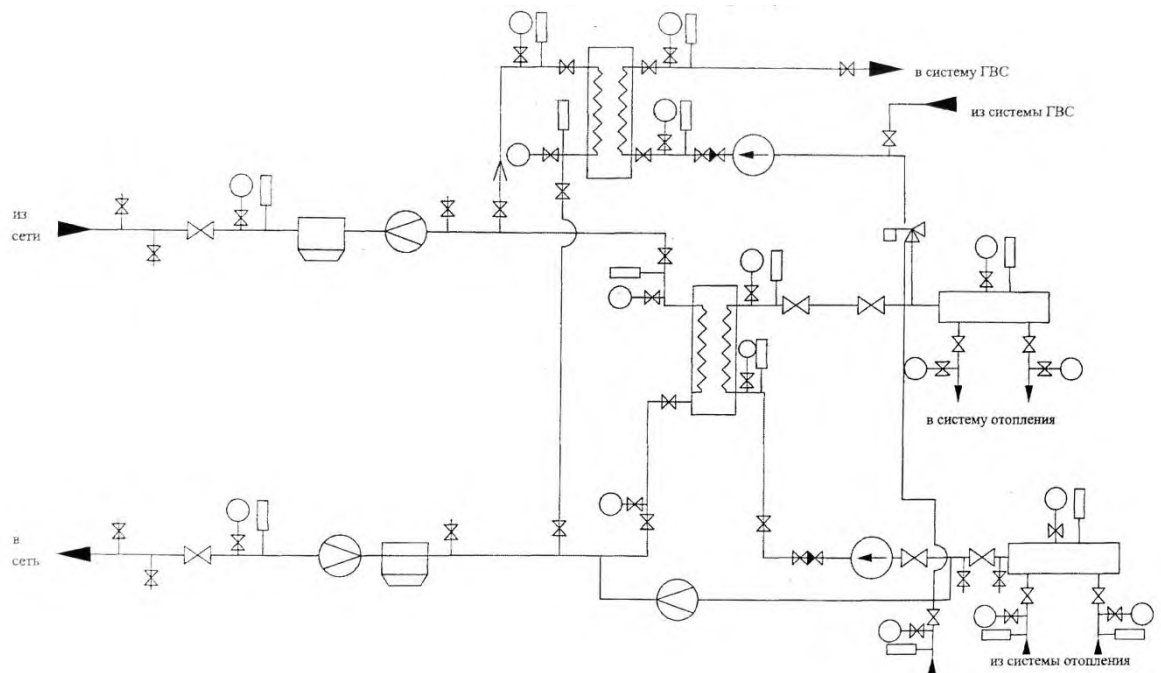 в систему ГВС
из системы ГВС
из
сети
в систему отопления
в
сеть
из системы отопления